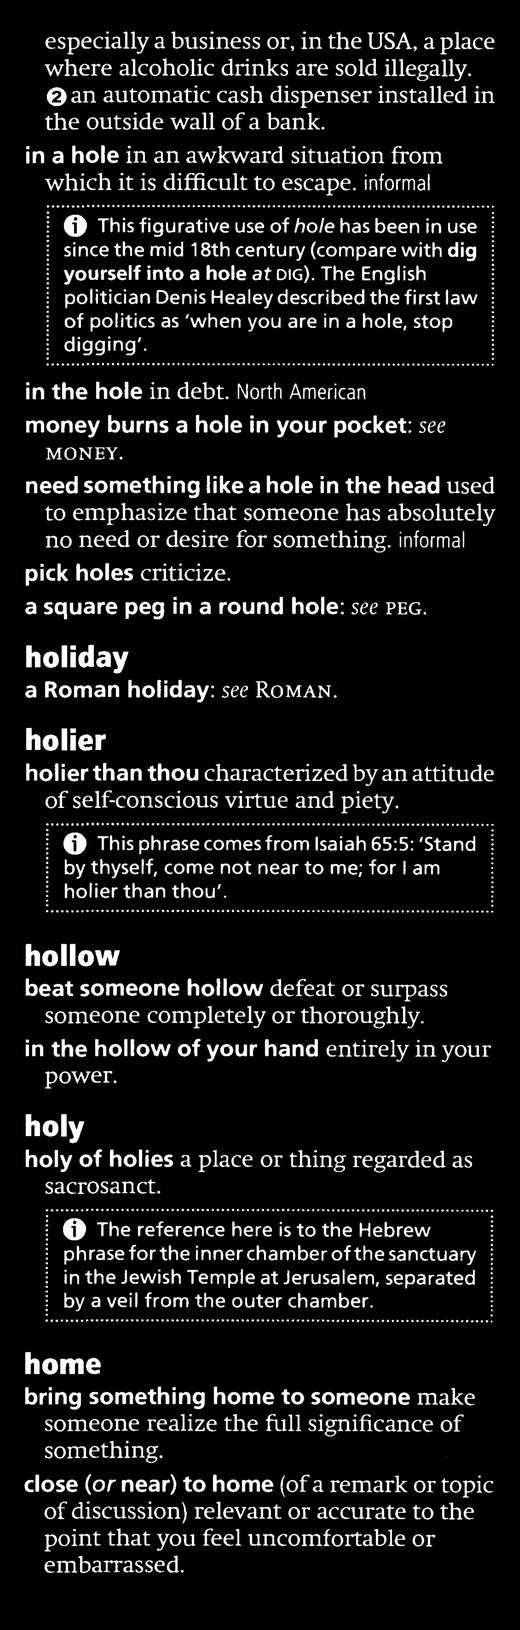 especially a business or, in the USA, a place
where alcoholic drinks are sold illegally.
❷ an automatic cash dispenser installed in
the outside wall of a bank.
in a hole in an awkward situation from
which it is difficult to escape. informal
ⓘ This figurative use of hole has been in use
since the mid 18th century (compare with dig
yourself into a hole at DIG). The English
politician Denis Healey described the first law
of politics as ‘when you are in a hole, stop
digging’.
in the hole in debt. North American
money burns a hole in your pocket: see
MONEY.
need something like a hole in the head used
to emphasize that someone has absolutely
no need or desire for something. informal
pick holes criticize.
a square peg in a round hole: see PEG.
holiday
a Roman holiday: see ROMAN.
holier
holier than thou characterized by an attitude
of self-conscious virtue and piety.
ⓘ This phrase comes from Isaiah 65:5: ‘Stand
by thyself, come not near to me; for I am
holier than thou’.
hollow
beat someone hollow defeat or surpass
someone completely or thoroughly.
in the hollow of your hand entirely in your
power.
holy
holy of holies a place or thing regarded as
sacrosanct.
ⓘ The reference here is to the Hebrew
phrase for the inner chamber of the sanctuary
in the Jewish Temple at Jerusalem, separated
by a veil from the outer chamber.
home
bring something home to someone make
someone realize the full significance of
something.
close (or near) to home (of a remark or topic
of discussion) relevant or accurate to the
point that you feel uncomfortable or
embarrassed.